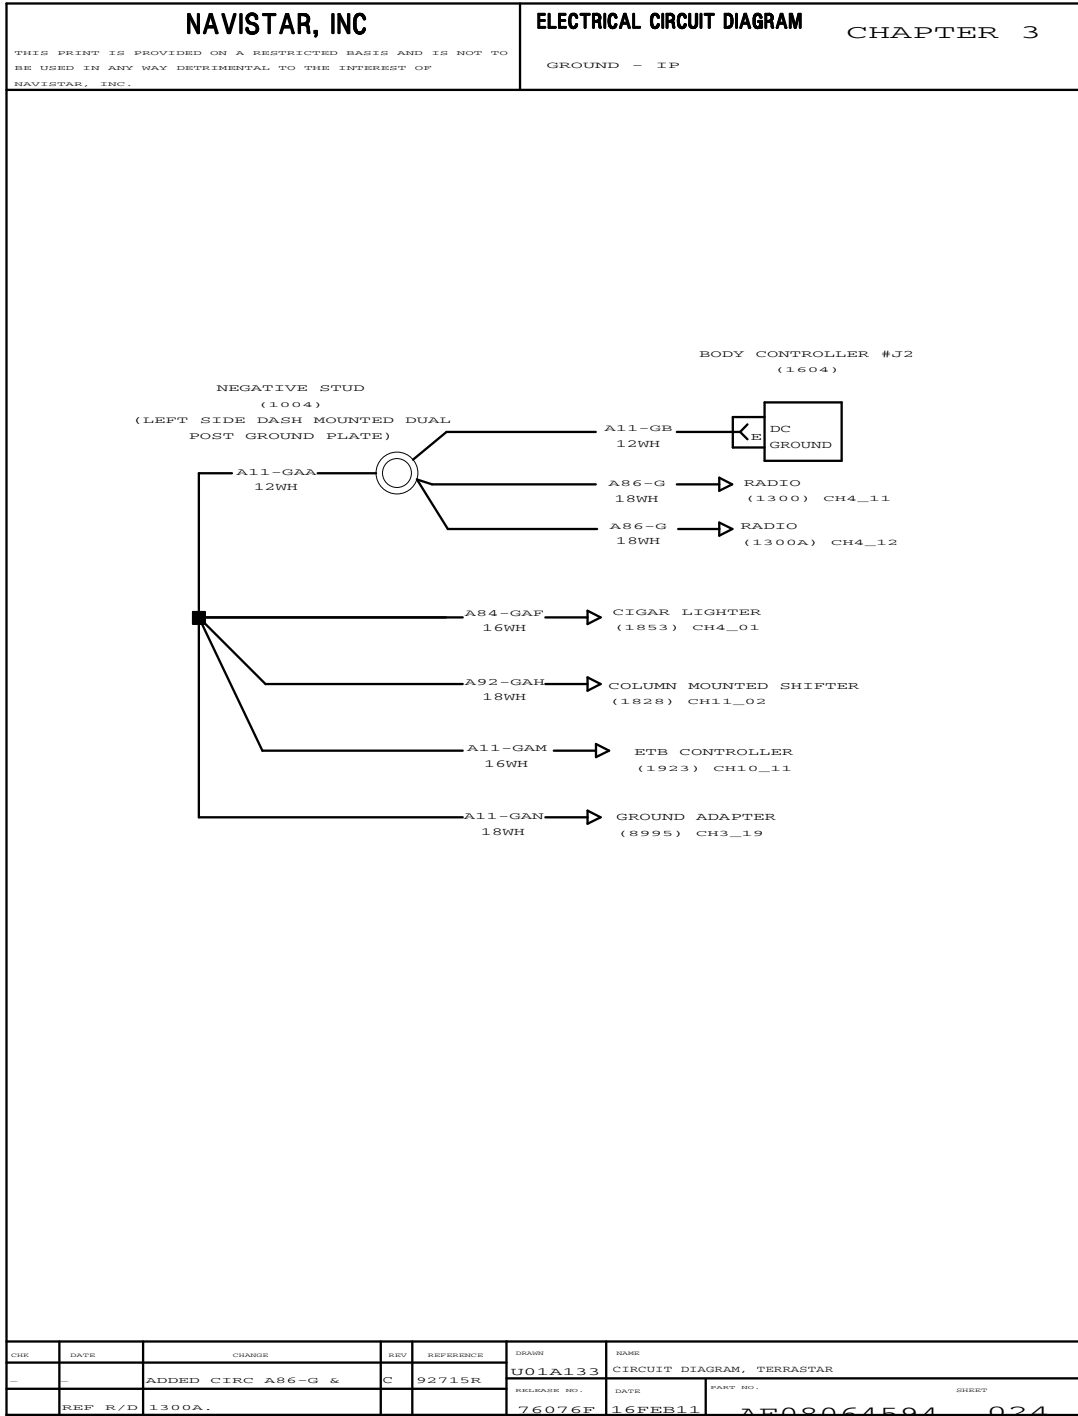 NAVISTAR, INC
THIS PRINT IS PROVIDED ON A RESTRICTED BASIS AND IS NOT TO
BE USED IN ANY WAY DETRIMENTAL TO THE INTEREST OF
NAVISTAR, INC.
ELECTRICAL CIRCUIT DIAGRAM
CHAPTER 3
GROUND - IP
BODY CONTROLLER #J2
(1604)
NEGATIVE STUD
(1004)
(LEFT SIDE DASH MOUNTED DUAL
POST GROUND PLATE)
A11-GB
12WH
E
DC
GROUND
A11-GAA
12WH
A86-G
18WH
RADIO
(1300) CH4_11
A86-G
18WH
RADIO
(1300A) CH4_12
A84-GAF
16WH
CIGAR LIGHTER
(1853) CH4_01
A92-GAH
18WH
COLUMN MOUNTED SHIFTER
(1828) CH11_02
A11-GAM
16WH
ETB CONTROLLER
(1923) CH10_11
A11-GAN
18WH
GROUND ADAPTER
(8995) CH3_19
CHK DATE CHANGE REV REFERENCE
- - ADDED CIRC A86-G & C 92715R
REF R/D 1300A.
DRAWN
U01A133
NAME
CIRCUIT DIAGRAM, TERRASTAR
RELEASE NO.
76076F
DATE
16FEB11
PART NO. SHEET
AE08064594 024